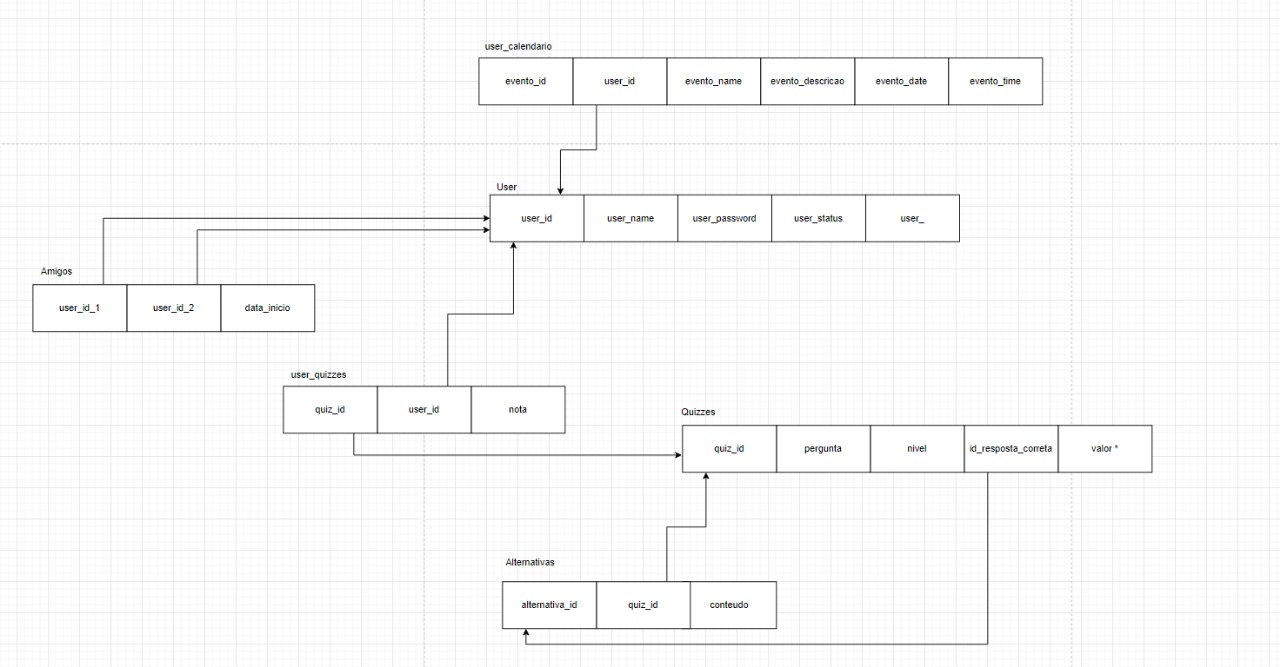 user_calendario
evento_id user_id evento_name evento_descricao evento_date evento_time
User
user_id user_name user_password user_status user_
Amigos
user_id_1 user_id_2 data_inicio
user_quizzes
quiz_id user_id nota
Quizzes
quiz_id pergunta nivel id_resposta_correta valor *
Alternativas
alternativa_id quiz_id conteudo